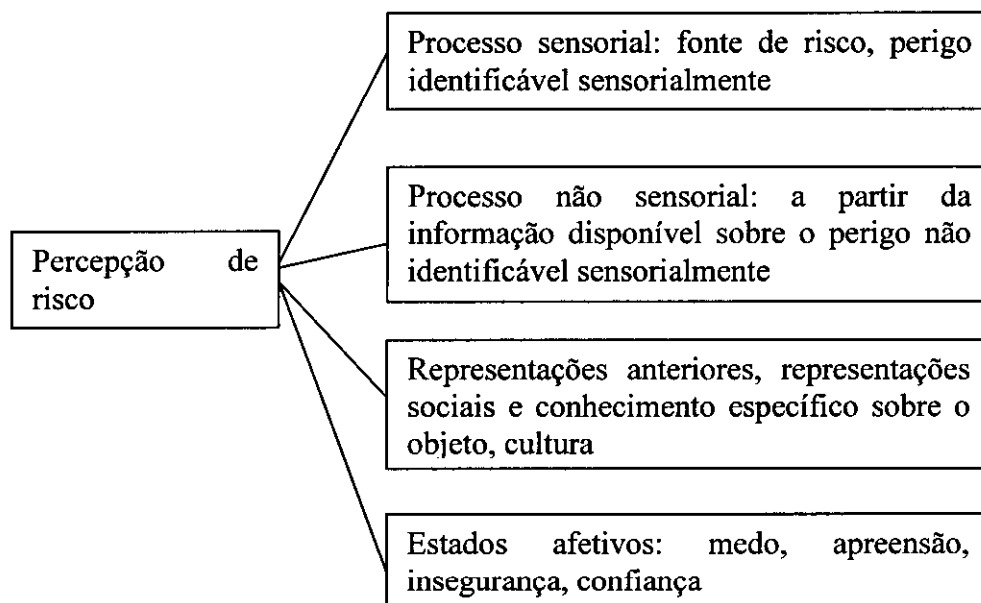 Processo sensorial: fonte de risco, perigo
identificável sensorialmente
Processo não sensorial: a partir da
informação disponível sobre o perigo não
identificável sensorialmente
Percepção de
risco
Representações anteriores, representações
sociais e conhecimento específico sobre o
objeto, cultura
Estados afetivos: medo, apreensão,
insegurança, confiança